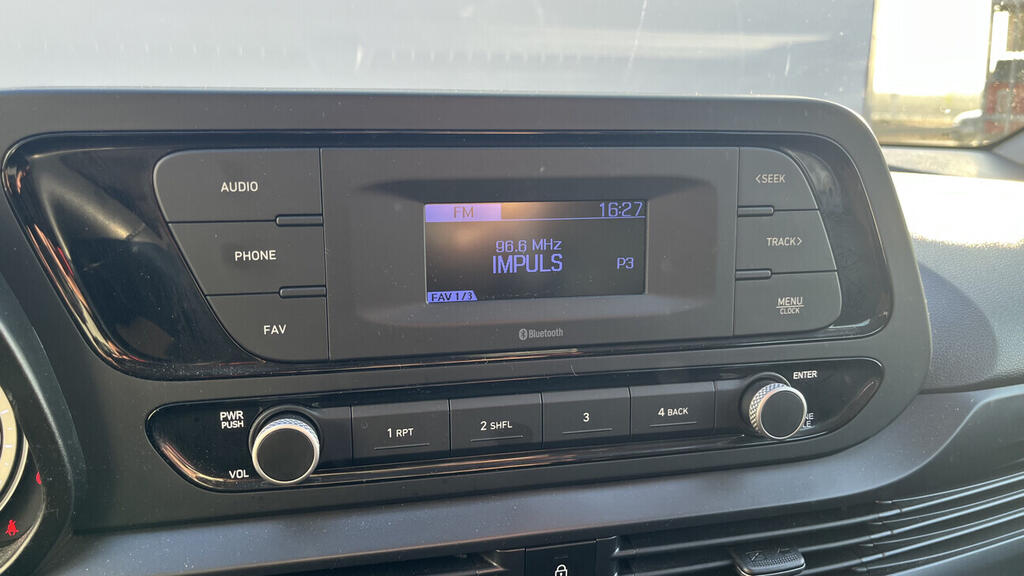 AUDIO
PHONE
FAV
FM 16:27
96.6 MHz
IMPULS P3
FAV 1/3
Bluetooth
<SEEK
TRACK>
MENU
CLOCK
PWR
PUSH
VOL
1 RPT
2 SHFL
3
4 BACK
ENTER